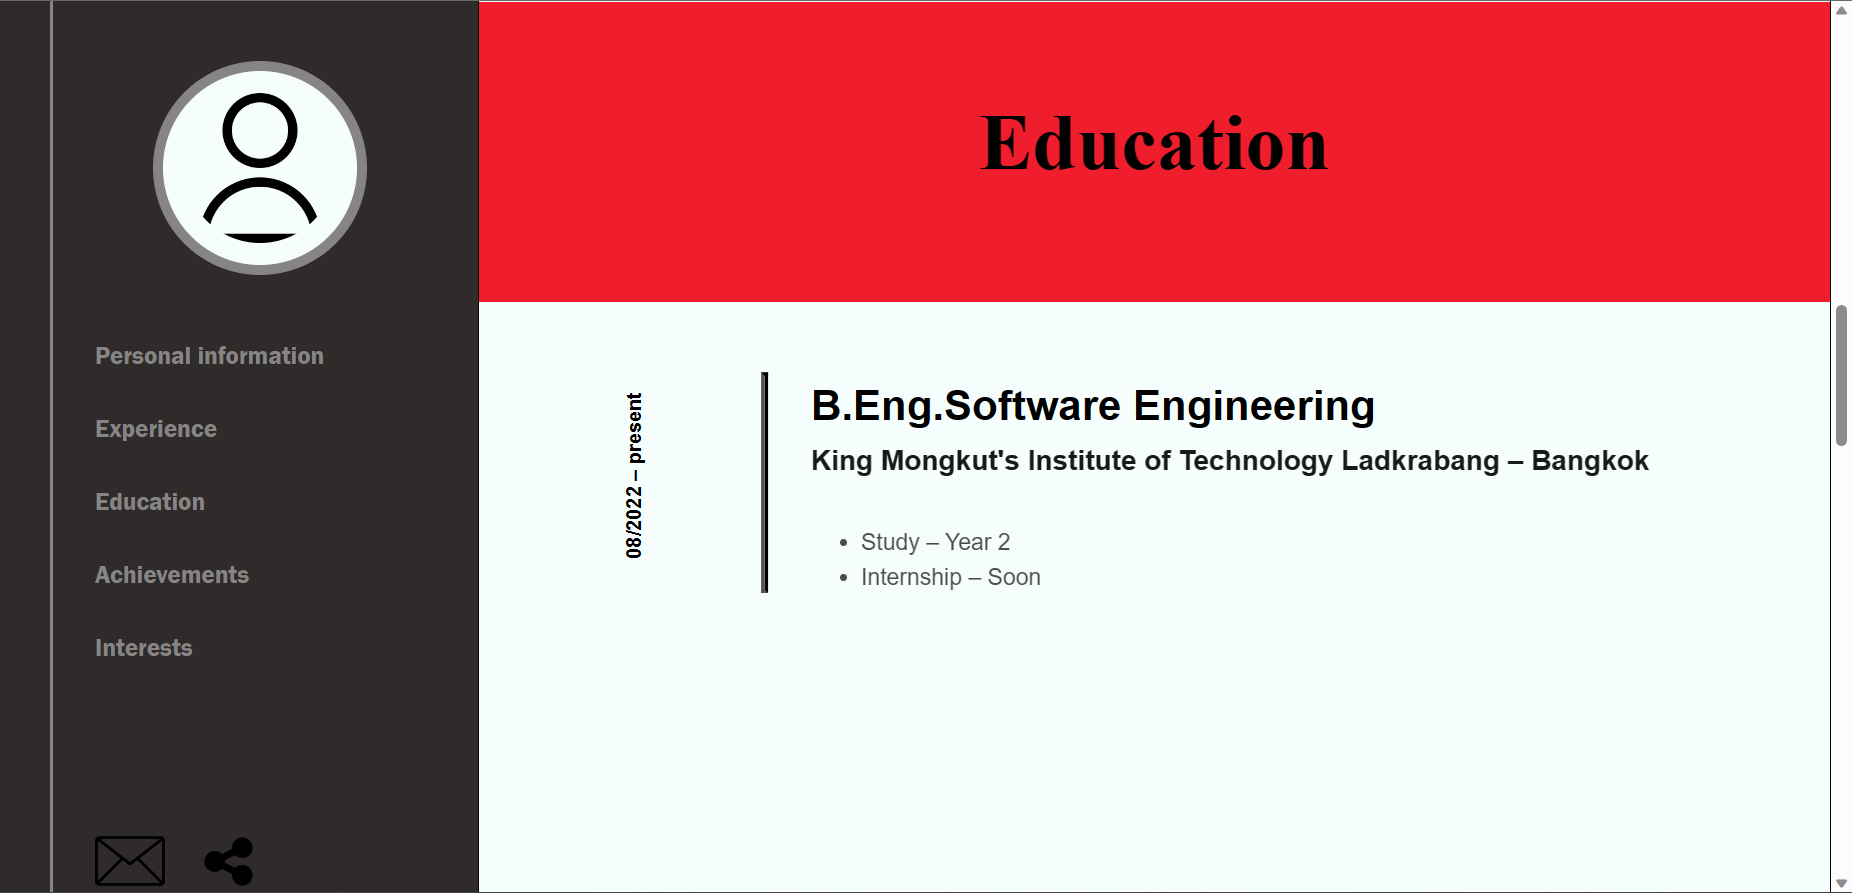 Personal information
Experience
Education
Achievements
Interests
Education
08/2022 – present
B.Eng.Software Engineering
King Mongkut's Institute of Technology Ladkrabang – Bangkok
• Study – Year 2
• Internship – Soon